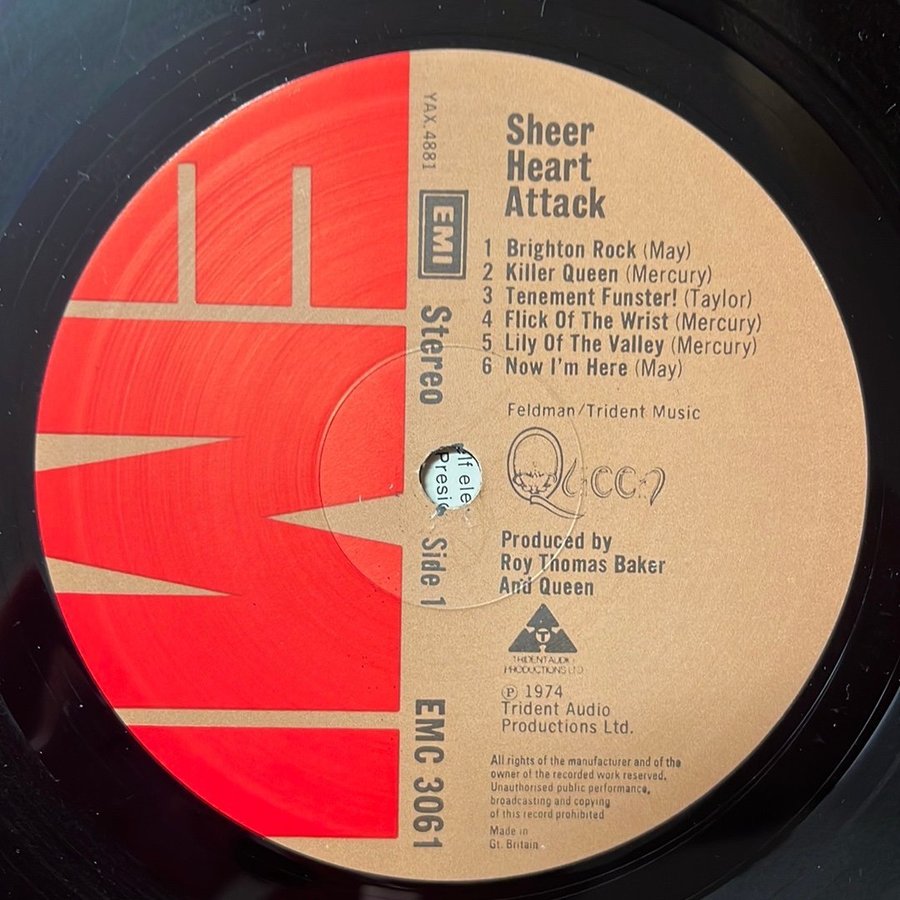 YAX.4881
EMI
Stereo
Side 1
EMC 3061
Sheer
Heart
Attack
1 Brighton Rock (May)
2 Killer Queen (Mercury)
3 Tenement Funster! (Taylor)
4 Flick Of The Wrist (Mercury)
5 Lily Of The Valley (Mercury)
6 Now I'm Here (May)
Feldman/Trident Music
Queen
Produced by
Roy Thomas Baker
And Queen
T
TRIDENT AUDIO
PRODUCTIONS LTD
℗ 1974
Trident Audio
Productions Ltd.
All rights of the manufacturer and of the
owner of the recorded work reserved.
Unauthorised public performance,
broadcasting and copying
of this record prohibited
Made in
Gt. Britain
EMI